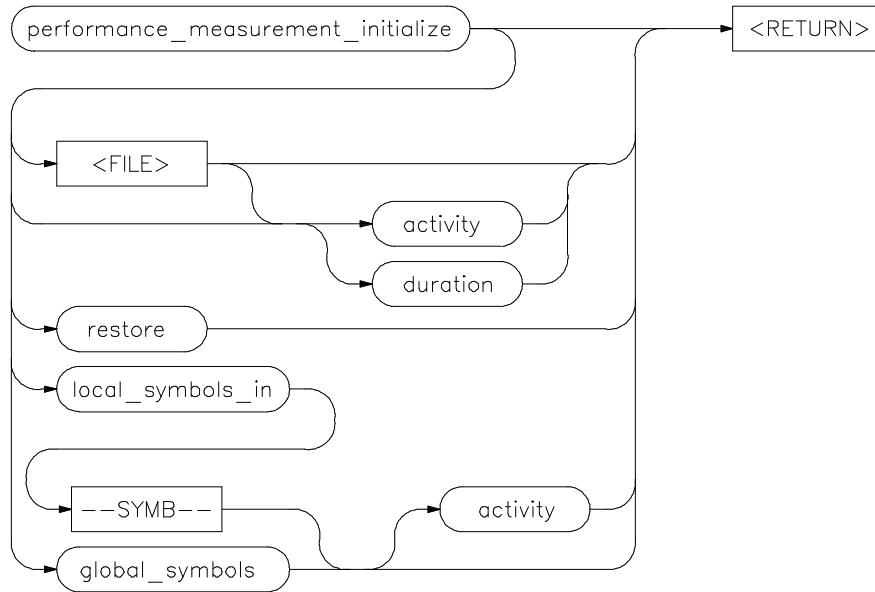 performance_measurement_initialize
<RETURN>
<FILE>
activity
duration
restore
local_symbols_in
--SYMB--
activity
global_symbols